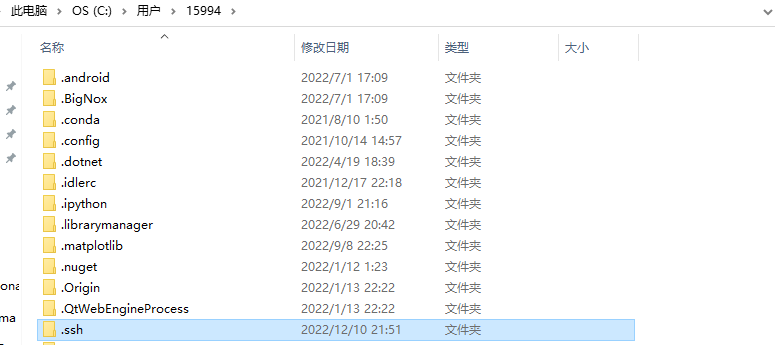 此电脑 > OS (C:) > 用户 > 15994 >
名称 修改日期 类型 大小
.android 2022/7/1 17:09 文件夹
.BigNox 2022/7/1 17:09 文件夹
.conda 2021/8/10 1:50 文件夹
.config 2021/10/14 14:57 文件夹
.dotnet 2022/4/19 18:39 文件夹
.idlerc 2021/12/17 22:18 文件夹
.ipython 2022/9/1 21:16 文件夹
.librarymanager 2022/6/29 20:42 文件夹
.matplotlib 2022/9/8 22:25 文件夹
.nuget 2022/1/12 1:23 文件夹
ona .Origin 2022/1/13 22:22 文件夹
ma .QtWebEngineProcess 2022/1/13 22:22 文件夹
.ssh 2022/12/10 21:51 文件夹